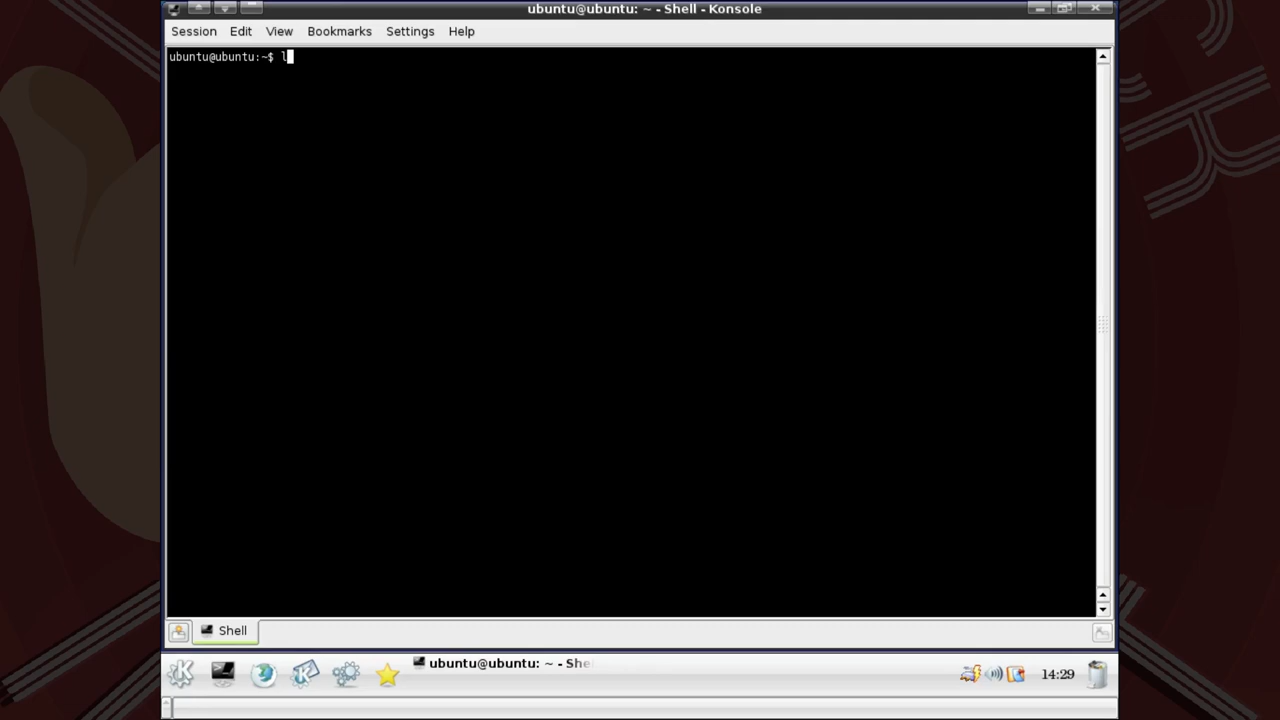 ubuntu@ubuntu: ~ - Shell - Konsole
Session Edit View Bookmarks Settings Help
ubuntu@ubuntu:~$ l
Shell
ubuntu@ubuntu: ~ - She
14:29